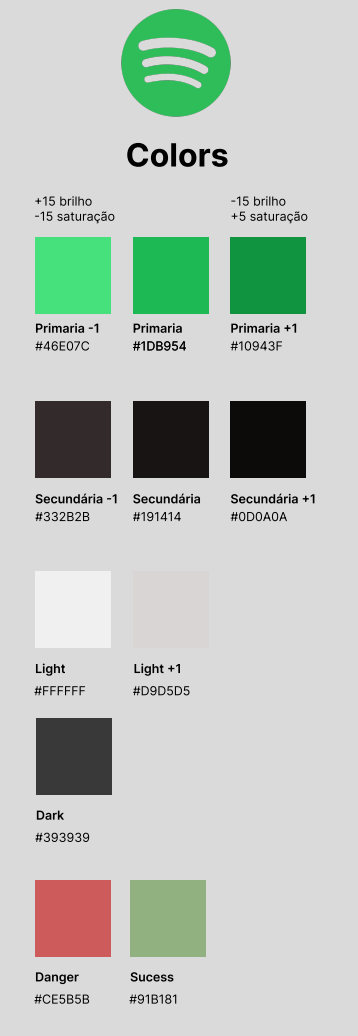 Colors
+15 brilho
-15 saturação
-15 brilho
+5 saturação
Primaria -1
#46E07C
Primaria
#1DB954
Primaria +1
#10943F
Secundária -1
#332B2B
Secundária
#191414
Secundária +1
#0D0A0A
Light
#FFFFFF
Light +1
#D9D5D5
Dark
#393939
Danger
#CE5B5B
Sucess
#91B181